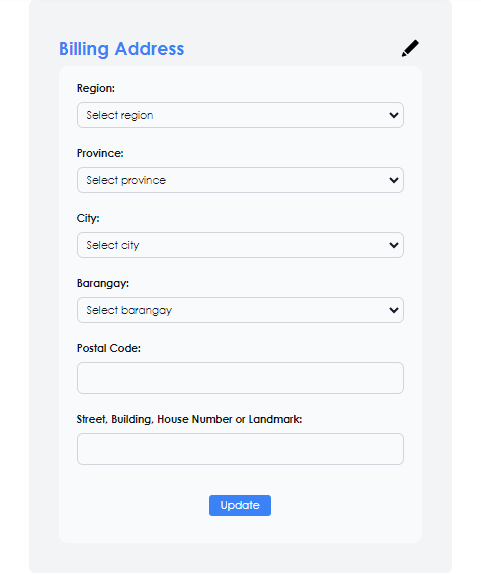 Billing Address
Region:
Select region
Province:
Select province
City:
Select city
Barangay:
Select barangay
Postal Code:
Street, Building, House Number or Landmark:
Update